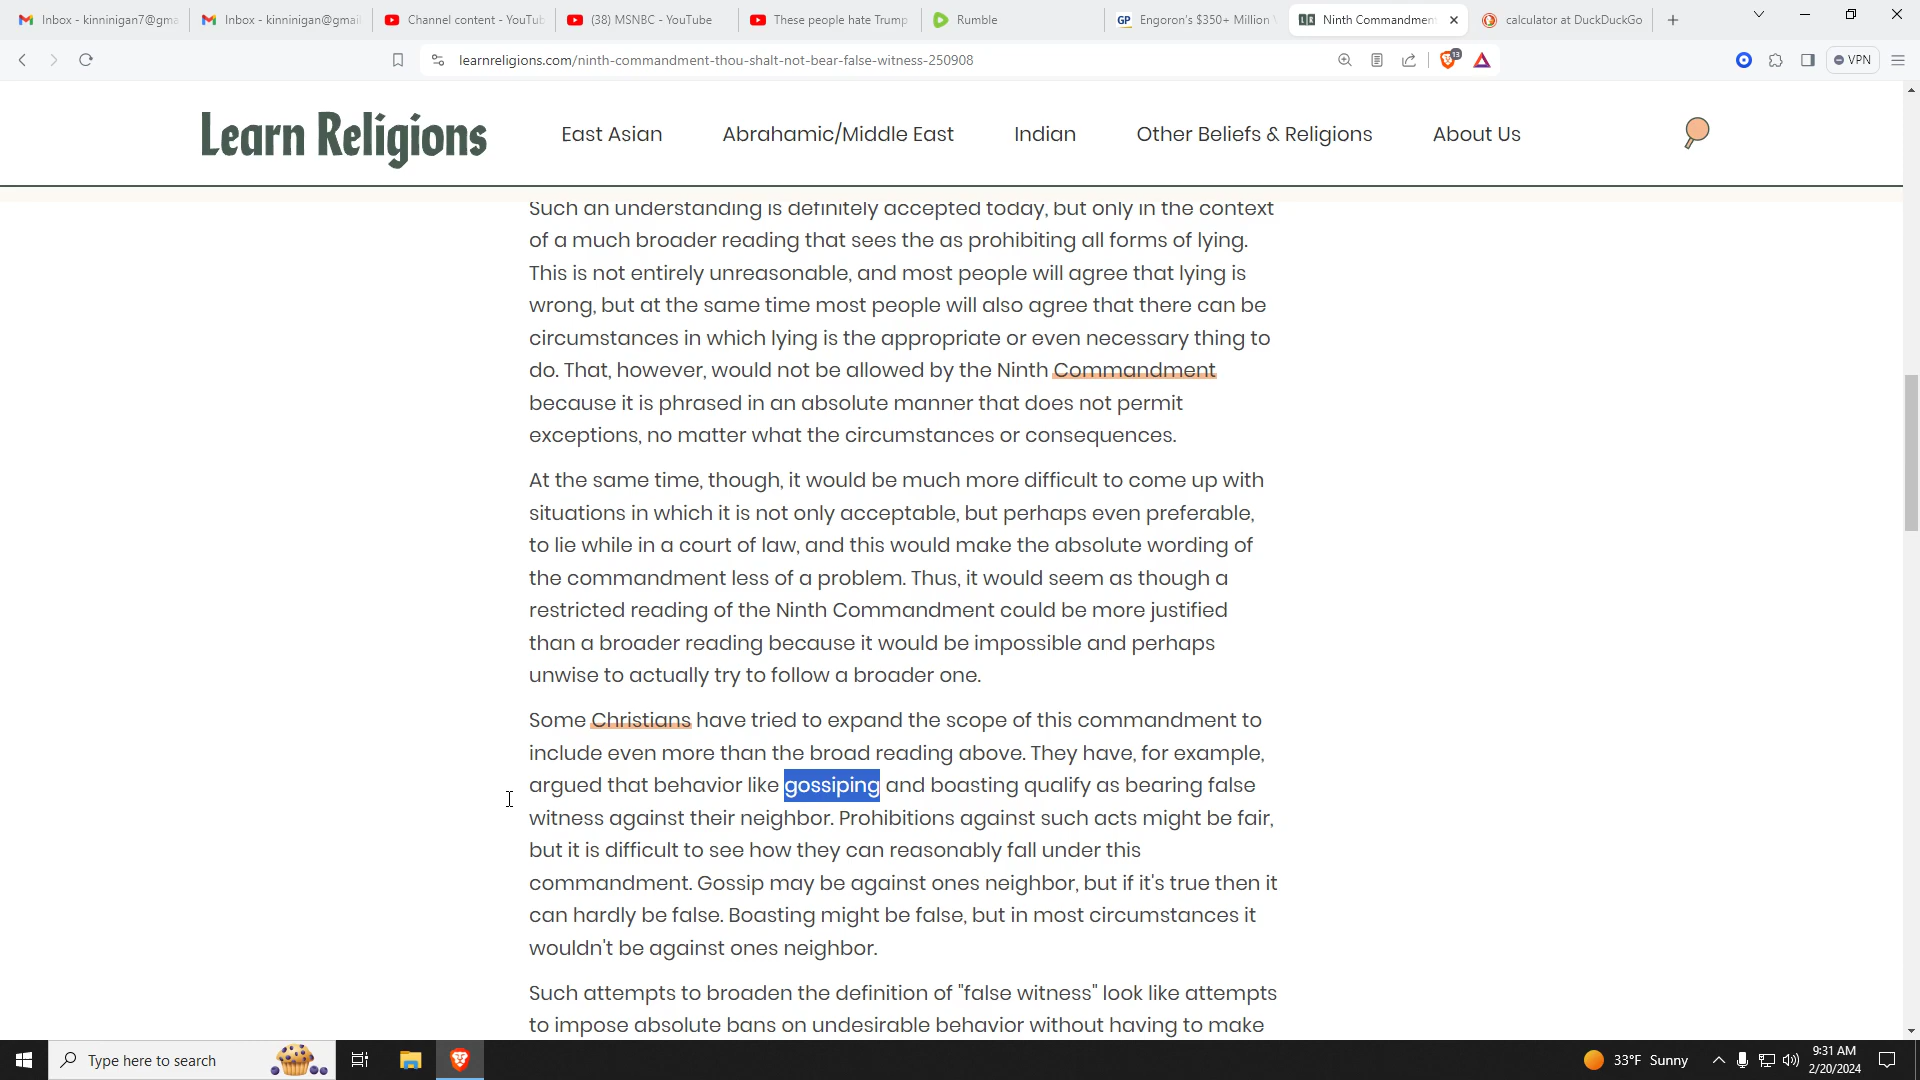 Inbox - kinninigan7@gma
Inbox - kinninigan@gmai
Channel content - YouTub
(38) MSNBC - YouTube
These people hate Trump
Rumble
GP Engoron's $350+ Million
LR Ninth Commandmen
calculator at DuckDuckGo
learnreligions.com/ninth-commandment-thou-shalt-not-bear-false-witness-250908
13
VPN
Learn Religions
East Asian
Abrahamic/Middle East
Indian
Other Beliefs & Religions
About Us
Such an understanding is definitely accepted today, but only in the context
of a much broader reading that sees the as prohibiting all forms of lying.
This is not entirely unreasonable, and most people will agree that lying is
wrong, but at the same time most people will also agree that there can be
circumstances in which lying is the appropriate or even necessary thing to
do. That, however, would not be allowed by the Ninth Commandment
because it is phrased in an absolute manner that does not permit
exceptions, no matter what the circumstances or consequences.
At the same time, though, it would be much more difficult to come up with
situations in which it is not only acceptable, but perhaps even preferable,
to lie while in a court of law, and this would make the absolute wording of
the commandment less of a problem. Thus, it would seem as though a
restricted reading of the Ninth Commandment could be more justified
than a broader reading because it would be impossible and perhaps
unwise to actually try to follow a broader one.
Some Christians have tried to expand the scope of this commandment to
include even more than the broad reading above. They have, for example,
argued that behavior like gossiping and boasting qualify as bearing false
witness against their neighbor. Prohibitions against such acts might be fair,
but it is difficult to see how they can reasonably fall under this
commandment. Gossip may be against ones neighbor, but if it's true then it
can hardly be false. Boasting might be false, but in most circumstances it
wouldn't be against ones neighbor.
Such attempts to broaden the definition of "false witness" look like attempts
to impose absolute bans on undesirable behavior without having to make
Type here to search
33°F Sunny
9:31 AM
2/20/2024